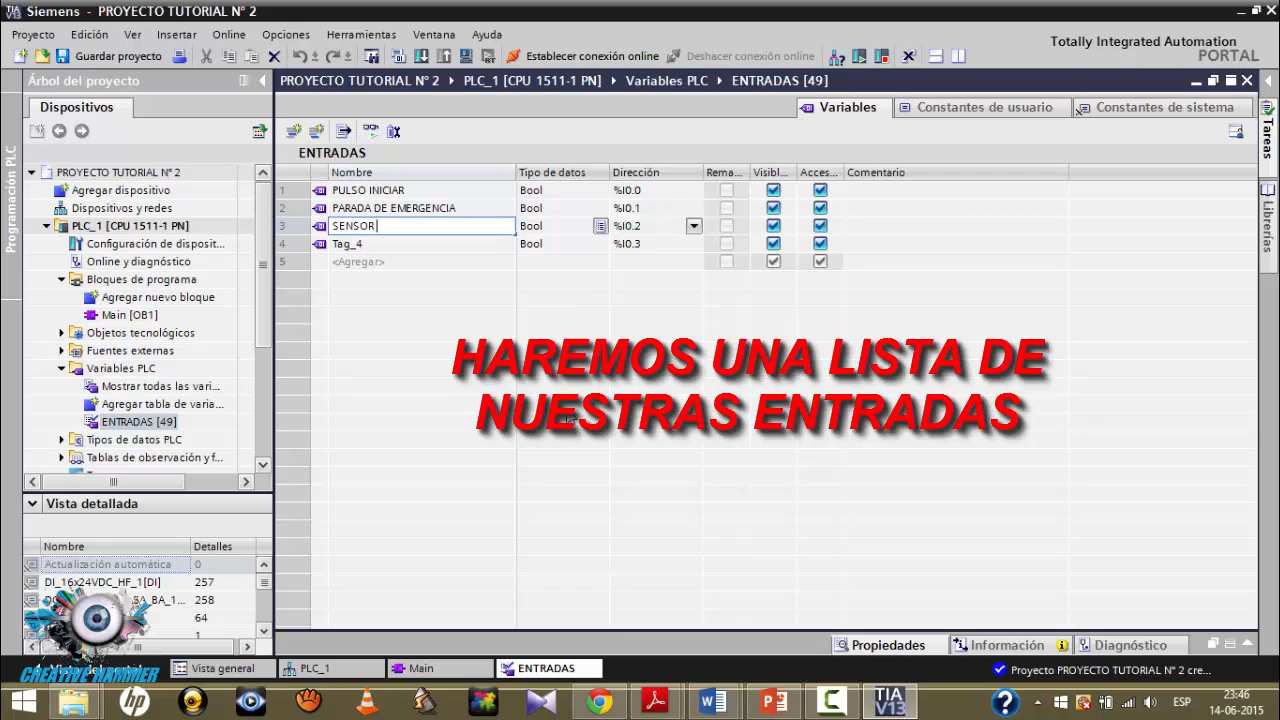 TIA V13 Siemens - PROYECTO TUTORIAL N° 2
Proyecto Edición Ver Insertar Online Opciones Herramientas Ventana Ayuda
Totally Integrated Automation
PORTAL
Guardar proyecto Establecer conexión online Deshacer conexión online
Árbol del proyecto
PROYECTO TUTORIAL N° 2 PLC_1 [CPU 1511-1 PN] Variables PLC ENTRADAS [49]
Dispositivos
Variables Constantes de usuario Constantes de sistema
Programación PLC
Tareas
Librerías
PROYECTO TUTORIAL N° 2
Agregar dispositivo
Dispositivos y redes
PLC_1 [CPU 1511-1 PN]
Configuración de disposit...
Online y diagnóstico
Bloques de programa
Agregar nuevo bloque
Main [OB1]
Objetos tecnológicos
Fuentes externas
Variables PLC
Mostrar todas las vari...
Agregar tabla de varia...
ENTRADAS [49]
Tipos de datos PLC
Tablas de observación y f...
ENTRADAS
Nombre Tipo de datos Dirección Rema... Visibl.. Acces... Comentario
1 PULSO INICIAR Bool %I0.0
2 PARADA DE EMERGENCIA Bool %I0.1
3 SENSOR Bool %I0.2
4 Tag_4 Bool %I0.3
5 <Agregar>
HAREMOS UNA LISTA DE
NUESTRAS ENTRADAS
Vista detallada
Nombre Detalles
Actualización automática 0
DI_16x24VDC_HF_1[DI] 257
SA_BA_1... 258
64
1
CREATIVE HAMMER
Propiedades Información Diagnóstico
Vista general PLC_1 Main ENTRADAS
Proyecto PROYECTO TUTORIAL N° 2 cre...
TIA V13
ESP
23:46
14-06-2015